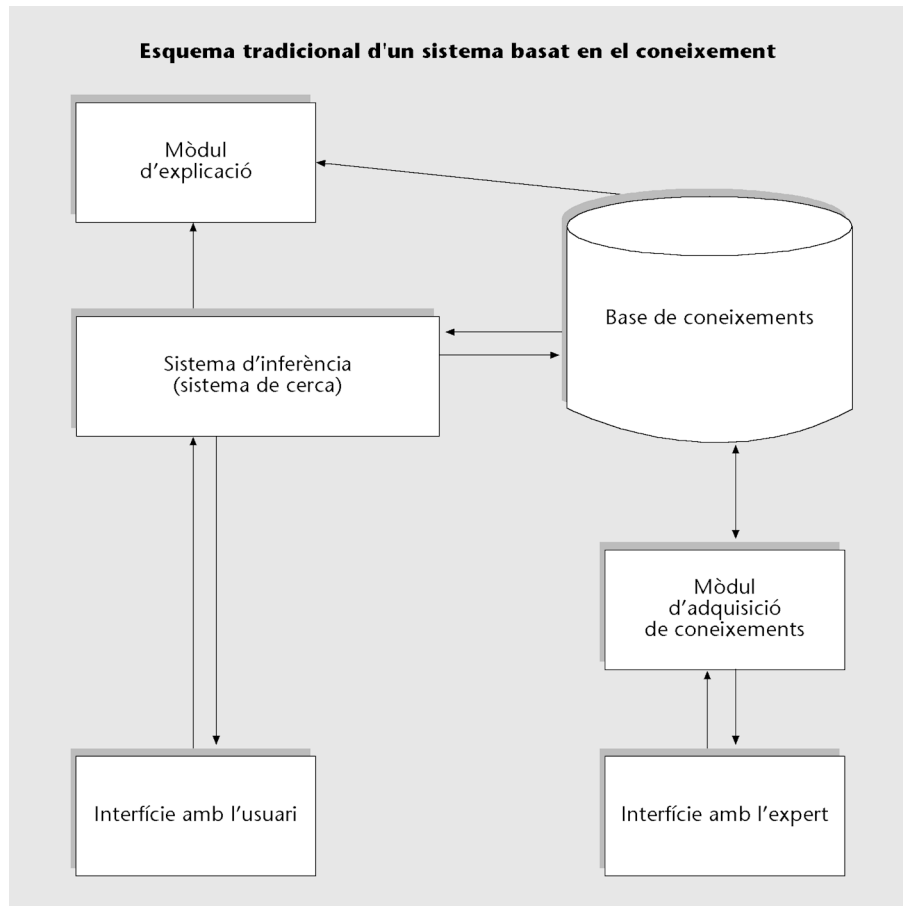 Esquema tradicional d'un sistema basat en el coneixement
Mòdul
d’explicació
Base de coneixements
Sistema d’inferència
(sistema de cerca)
Mòdul
d’adquisició
de coneixements
Interfície amb l’usuari
Interfície amb l’expert